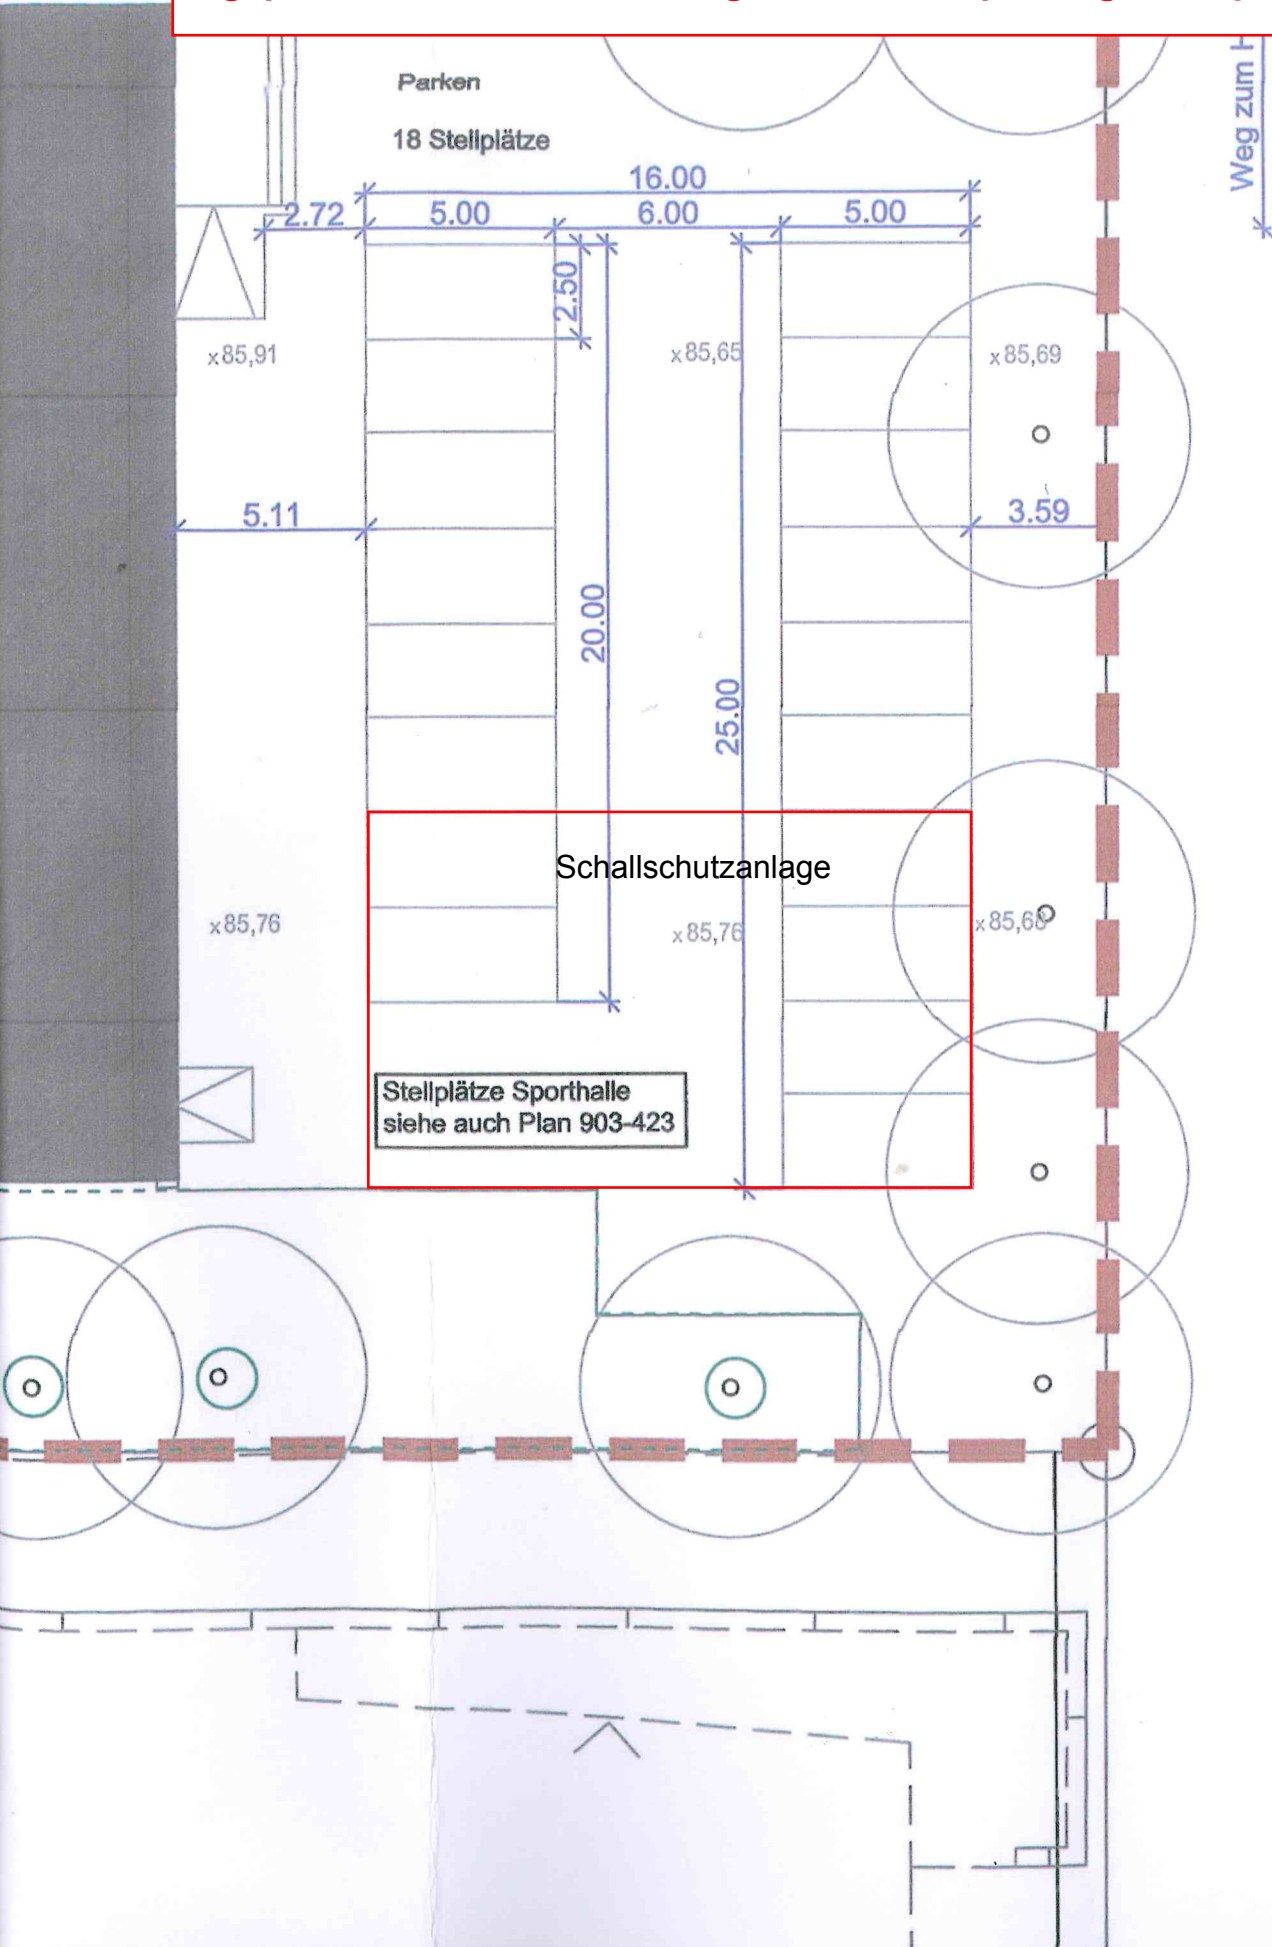 Parken
18 Stellplätze
Weg zum
16.00
2.72
5.00
6.00
5.00
2.50
x85,91
x85,65
x85,69
5.11
3.59
20.00
25.00
Schallschutzanlage
x85,76
x85,76
x85,68
Stellplätze Sporthalle
siehe auch Plan 903-423